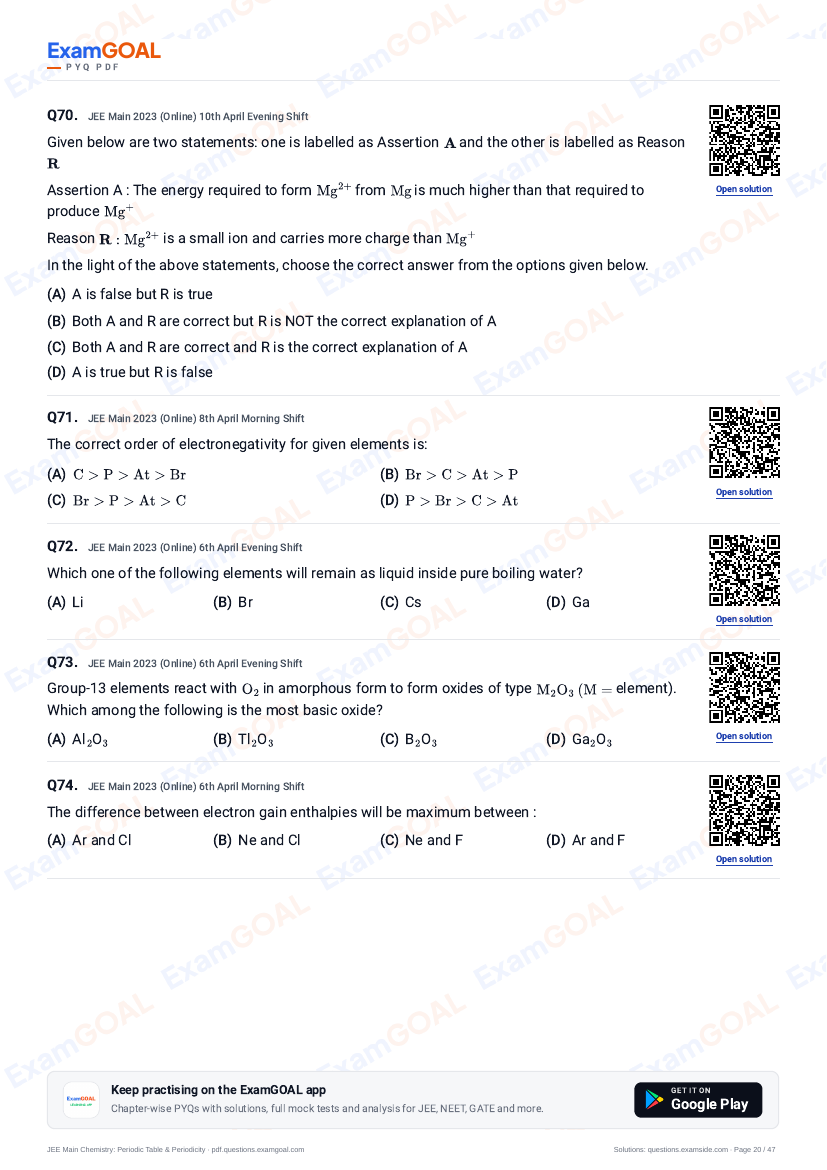 ExamGOAL
PYQ PDF
Q70. JEE Main 2023 (Online) 10th April Evening Shift
Given below are two statements: one is labelled as Assertion A and the other is labelled as Reason
R
Assertion A : The energy required to form Mg²⁺ from Mg is much higher than that required to
produce Mg⁺
Reason R : Mg²⁺ is a small ion and carries more charge than Mg⁺
In the light of the above statements, choose the correct answer from the options given below.
(A) A is false but R is true
(B) Both A and R are correct but R is NOT the correct explanation of A
(C) Both A and R are correct and R is the correct explanation of A
(D) A is true but R is false
Open solution
Q71. JEE Main 2023 (Online) 8th April Morning Shift
The correct order of electronegativity for given elements is:
(A) C > P > At > Br (B) Br > C > At > P
(C) Br > P > At > C (D) P > Br > C > At
Open solution
Q72. JEE Main 2023 (Online) 6th April Evening Shift
Which one of the following elements will remain as liquid inside pure boiling water?
(A) Li (B) Br (C) Cs (D) Ga
Open solution
Q73. JEE Main 2023 (Online) 6th April Evening Shift
Group-13 elements react with O₂ in amorphous form to form oxides of type M₂O₃ (M = element).
Which among the following is the most basic oxide?
(A) Al₂O₃ (B) Tl₂O₃ (C) B₂O₃ (D) Ga₂O₃
Open solution
Q74. JEE Main 2023 (Online) 6th April Morning Shift
The difference between electron gain enthalpies will be maximum between :
(A) Ar and Cl (B) Ne and Cl (C) Ne and F (D) Ar and F
Open solution
ExamGOAL
Keep practising on the ExamGOAL app
Chapter-wise PYQs with solutions, full mock tests and analysis for JEE, NEET, GATE and more.
GET IT ON
Google Play
JEE Main Chemistry: Periodic Table & Periodicity · pdf.questions.examgoal.com Solutions: questions.examside.com · Page 20 / 47